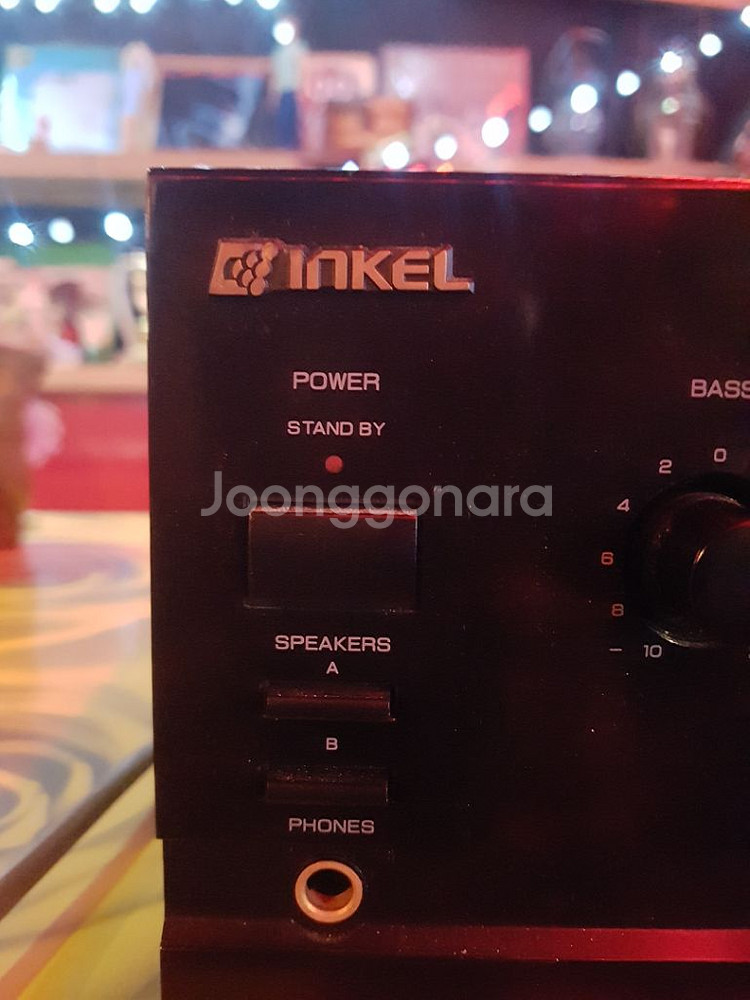 INKEL
POWER
STAND BY
BASS
0
2
4
6
8
– 10
Joonggonara
SPEAKERS
A
B
PHONES